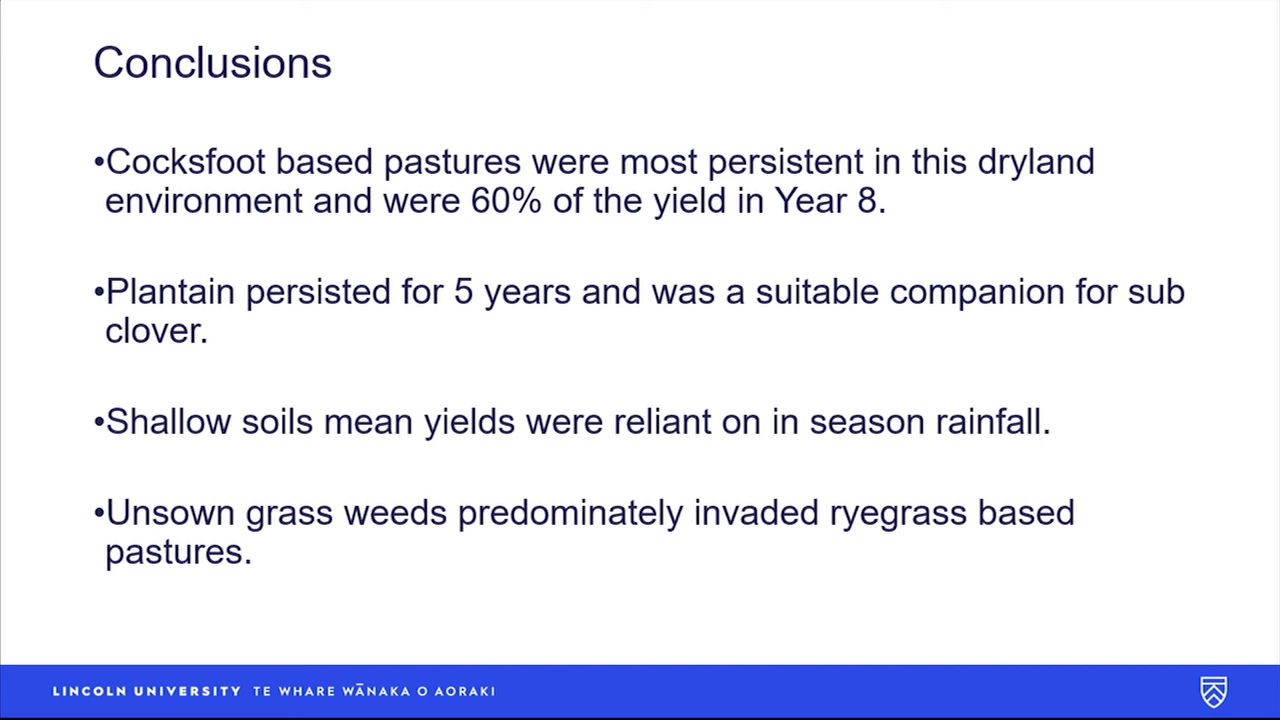 Conclusions
•Cocksfoot based pastures were most persistent in this dryland
environment and were 60% of the yield in Year 8.
•Plantain persisted for 5 years and was a suitable companion for sub
clover.
•Shallow soils mean yields were reliant on in season rainfall.
•Unsown grass weeds predominately invaded ryegrass based
pastures.
LINCOLN UNIVERSITY TE WHARE WĀNAKA O AORAKI